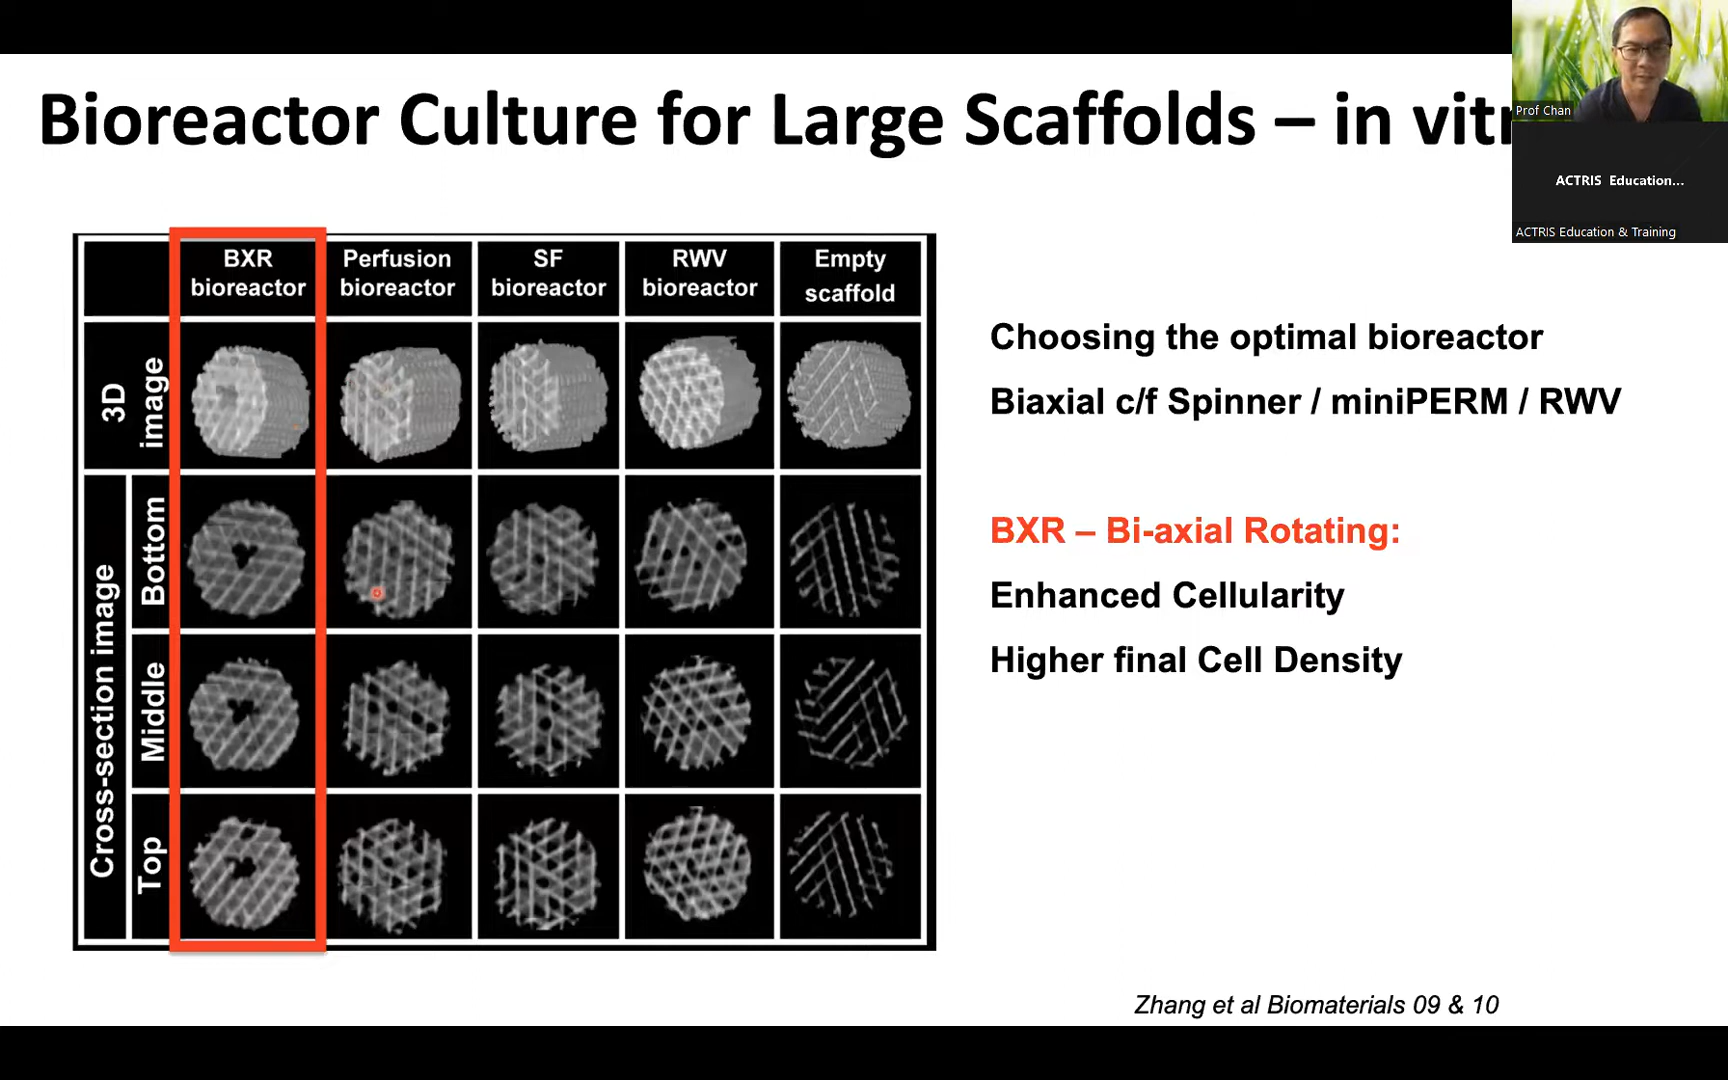 Bioreactor Culture for Large Scaffolds – in vit
Prof Chan
ACTRIS Education...
ACTRIS Education & Training
BXR bioreactor
Perfusion bioreactor
SF bioreactor
RWV bioreactor
Empty scaffold
3D image
Cross-section image
Bottom
Middle
Top
Choosing the optimal bioreactor
Biaxial c/f Spinner / miniPERM / RWV
BXR – Bi-axial Rotating:
Enhanced Cellularity
Higher final Cell Density
Zhang et al Biomaterials 09 & 10